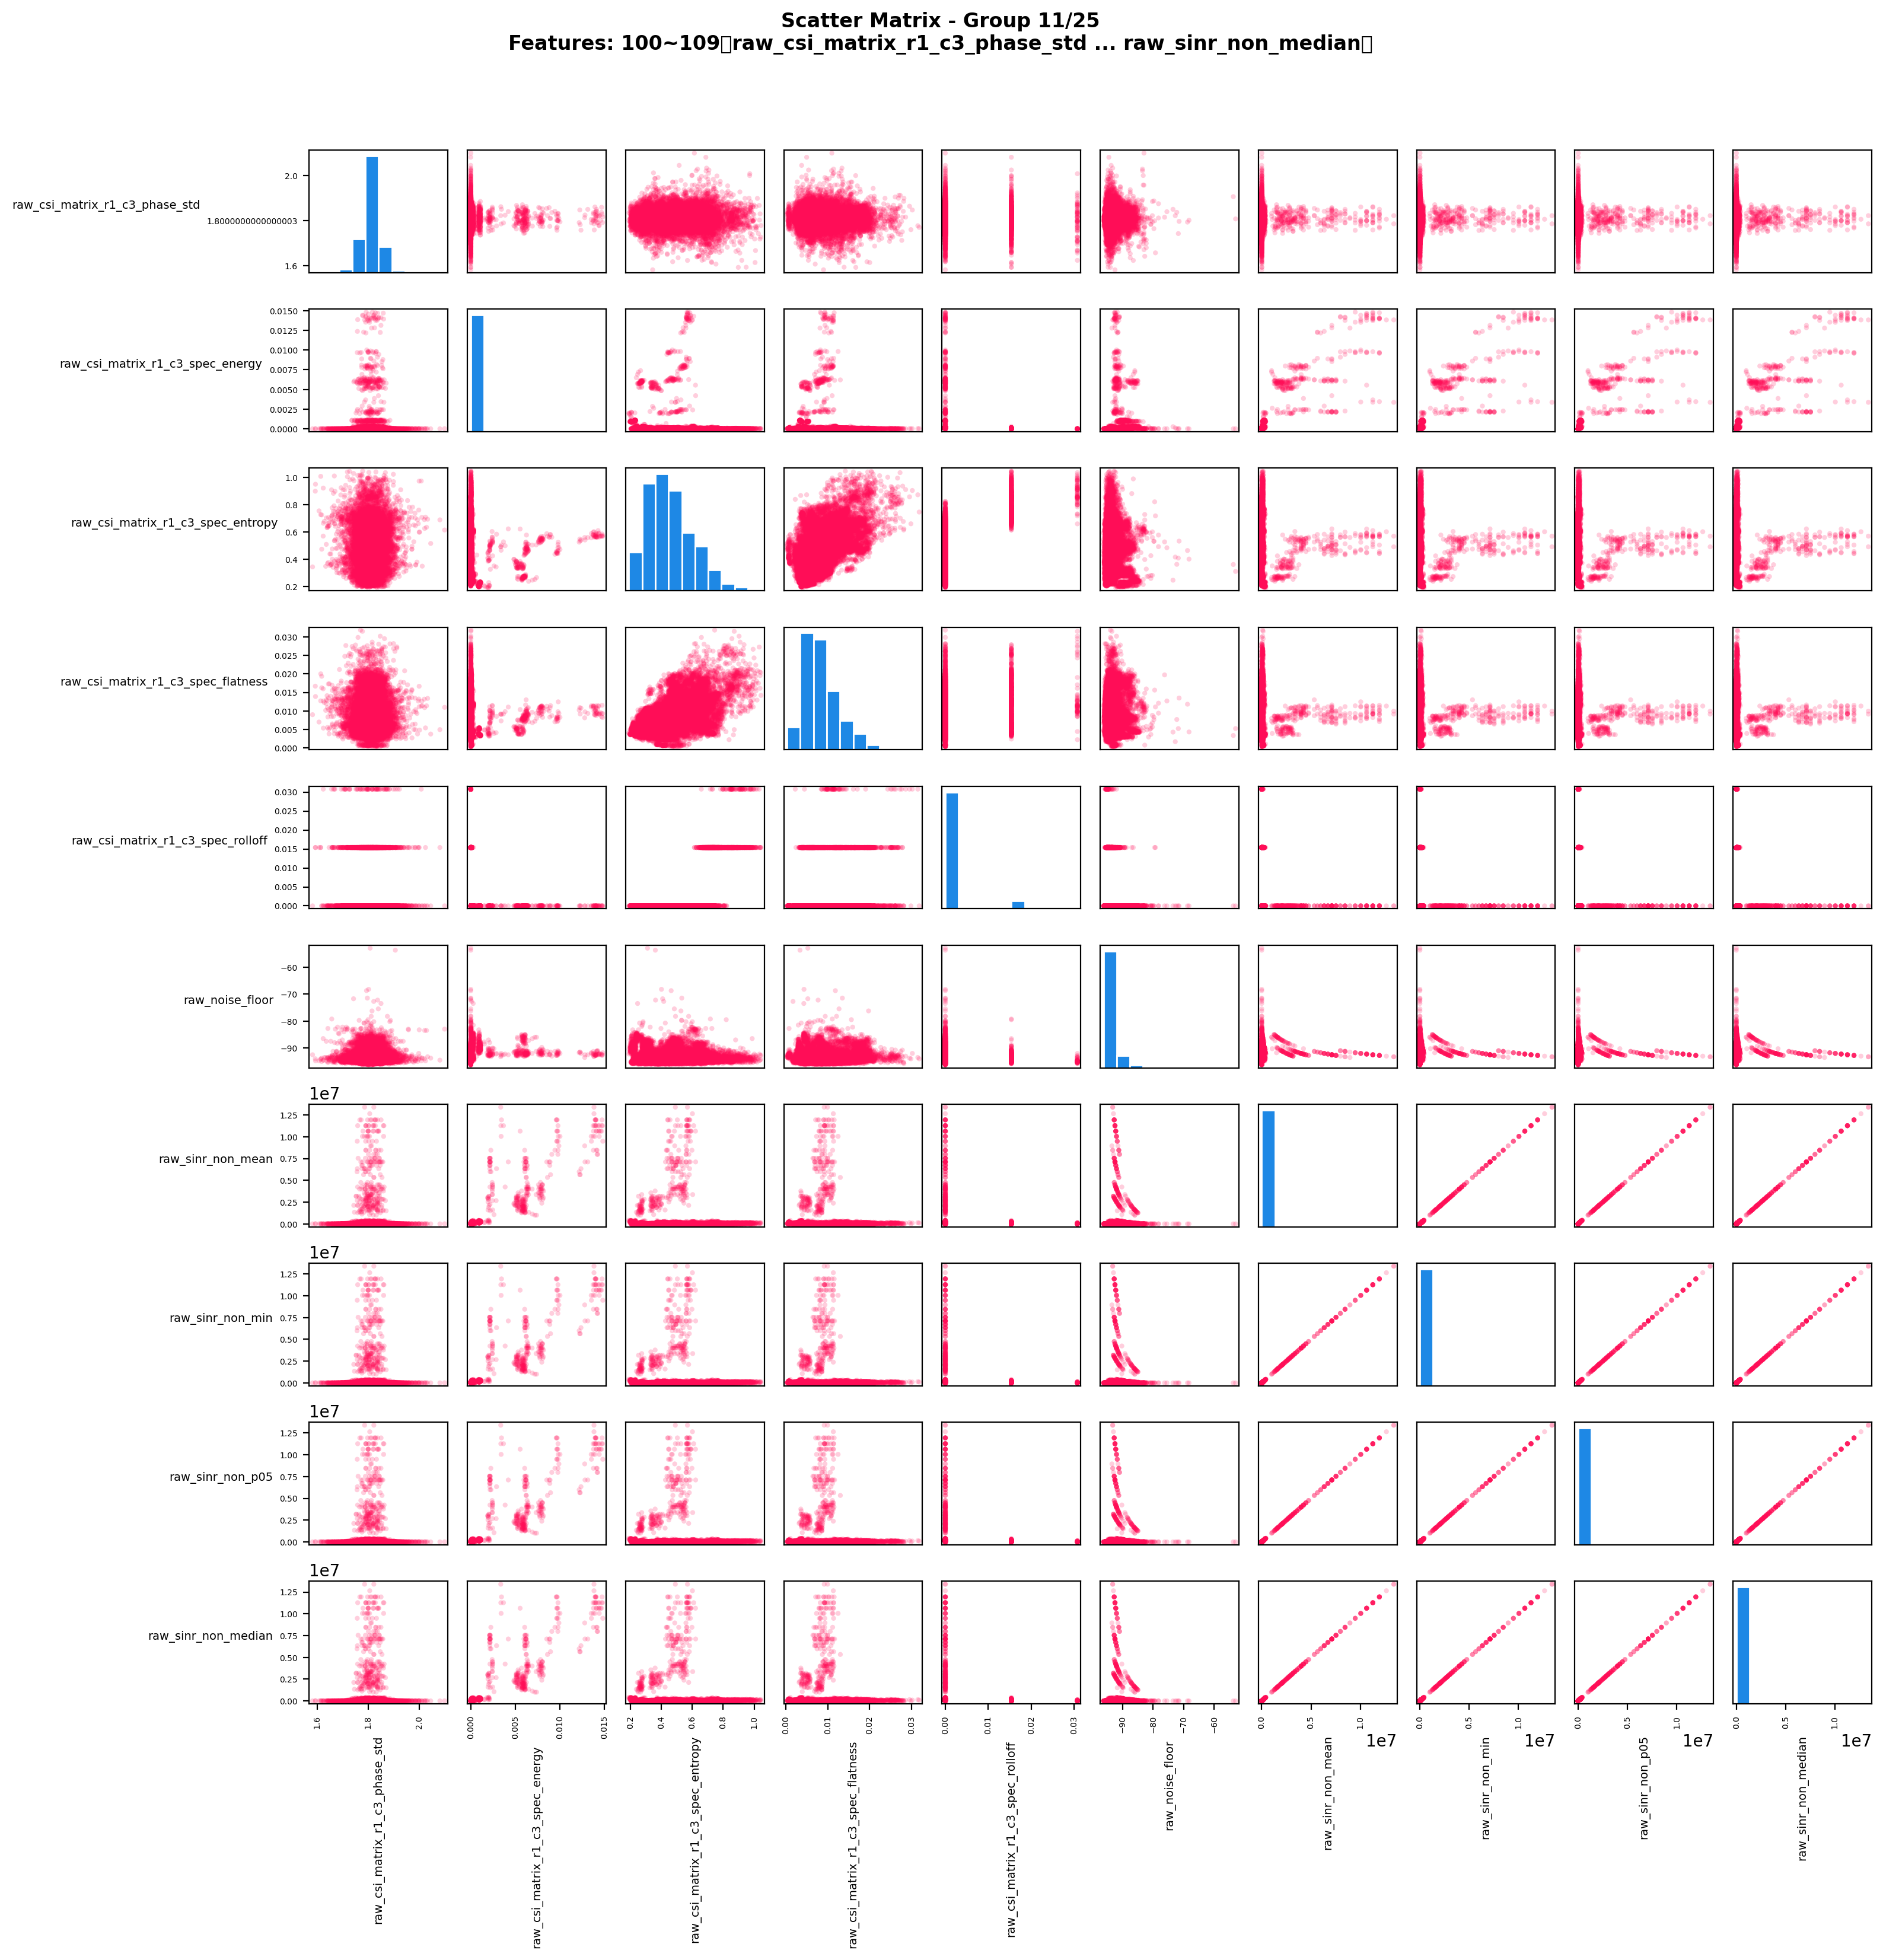 Scatter Matrix - Group 11/25
Features: 100~109▯raw_csi_matrix_r1_c3_phase_std ... raw_sinr_non_median▯
raw_csi_matrix_r1_c3_phase_std
2.0
1.8000000000000003
1.6
raw_csi_matrix_r1_c3_spec_energy
0.0150
0.0125
0.0100
0.0075
0.0050
0.0025
0.0000
raw_csi_matrix_r1_c3_spec_entropy
1.0
0.8
0.6
0.4
0.2
raw_csi_matrix_r1_c3_spec_flatness
0.030
0.025
0.020
0.015
0.010
0.005
0.000
raw_csi_matrix_r1_c3_spec_rolloff
0.030
0.025
0.020
0.015
0.010
0.005
0.000
raw_noise_floor
−60
−70
−80
−90
1e7
raw_sinr_non_mean
1.25
1.00
0.75
0.50
0.25
0.00
1e7
raw_sinr_non_min
1.25
1.00
0.75
0.50
0.25
0.00
1e7
raw_sinr_non_p05
1.25
1.00
0.75
0.50
0.25
0.00
1e7
raw_sinr_non_median
1.25
1.00
0.75
0.50
0.25
0.00
1.6 1.8 2.0
0.000 0.005 0.010 0.015
0.2 0.4 0.6 0.8 1.0
0.00 0.01 0.02 0.03
0.00 0.01 0.02 0.03
−90 −80 −70 −60
0.0 0.5 1.0
0.0 0.5 1.0
0.0 0.5 1.0
0.0 0.5 1.0
1e7 1e7 1e7 1e7
raw_csi_matrix_r1_c3_phase_std
raw_csi_matrix_r1_c3_spec_energy
raw_csi_matrix_r1_c3_spec_entropy
raw_csi_matrix_r1_c3_spec_flatness
raw_csi_matrix_r1_c3_spec_rolloff
raw_noise_floor
raw_sinr_non_mean
raw_sinr_non_min
raw_sinr_non_p05
raw_sinr_non_median